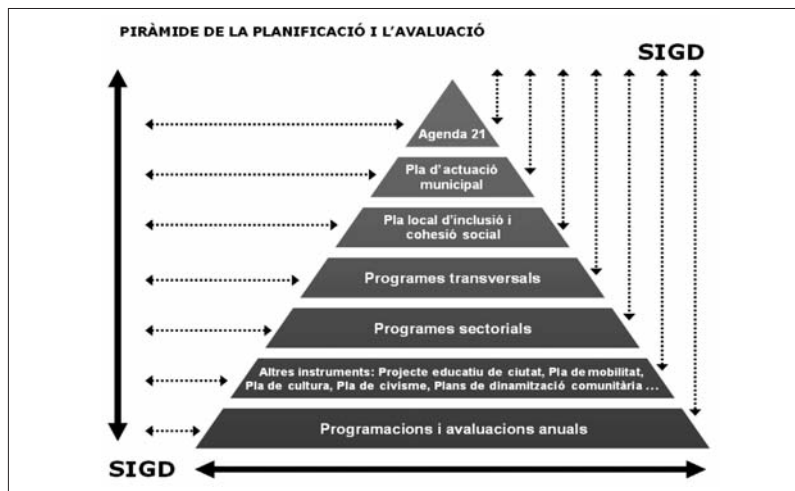 PIRÀMIDE DE LA PLANIFICACIÓ I L'AVALUACIÓ
SIGD
Agenda 21
Pla d'actuació
municipal
Pla local d'inclusió i
cohesió social
Programes transversals
Programes sectorials
Altres instruments: Projecte educatiu de ciutat, Pla de mobilitat,
Pla de cultura, Pla de civisme, Plans de dinamització comunitària ...
Programacions i avaluacions anuals
SIGD